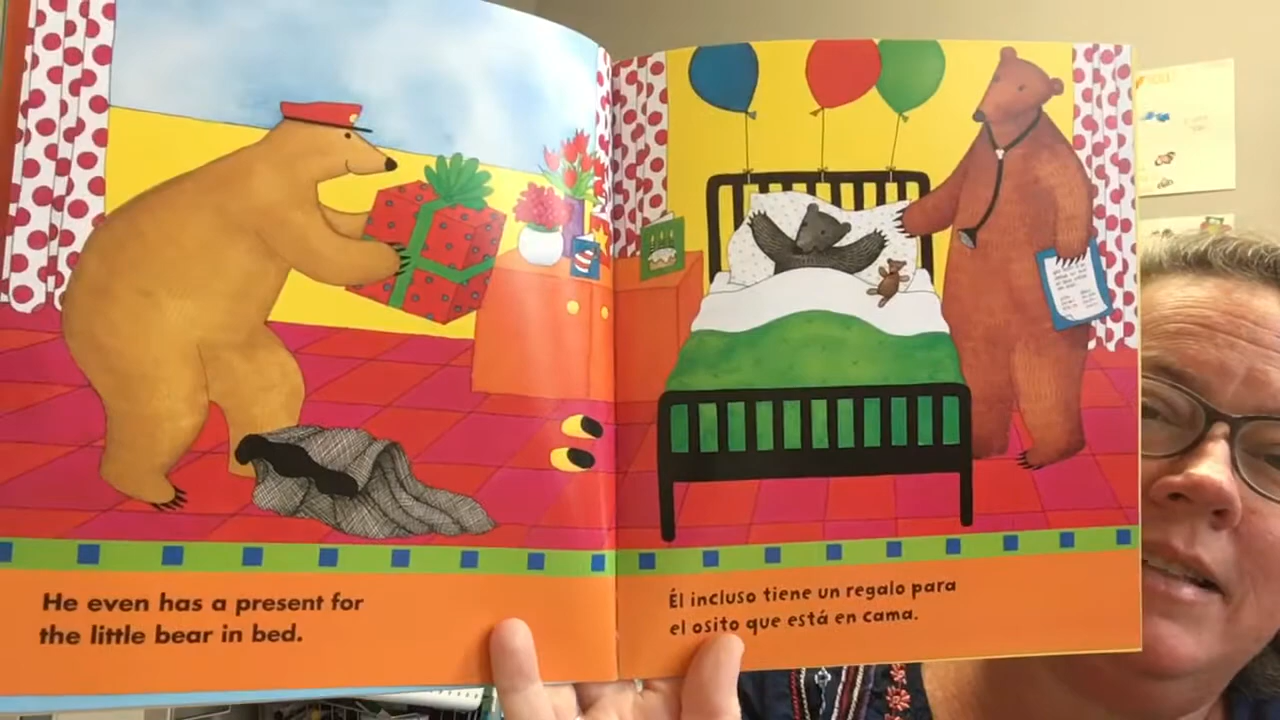 He even has a present for
the little bear in bed.
Él incluso tiene un regalo para
el osito que está en cama.